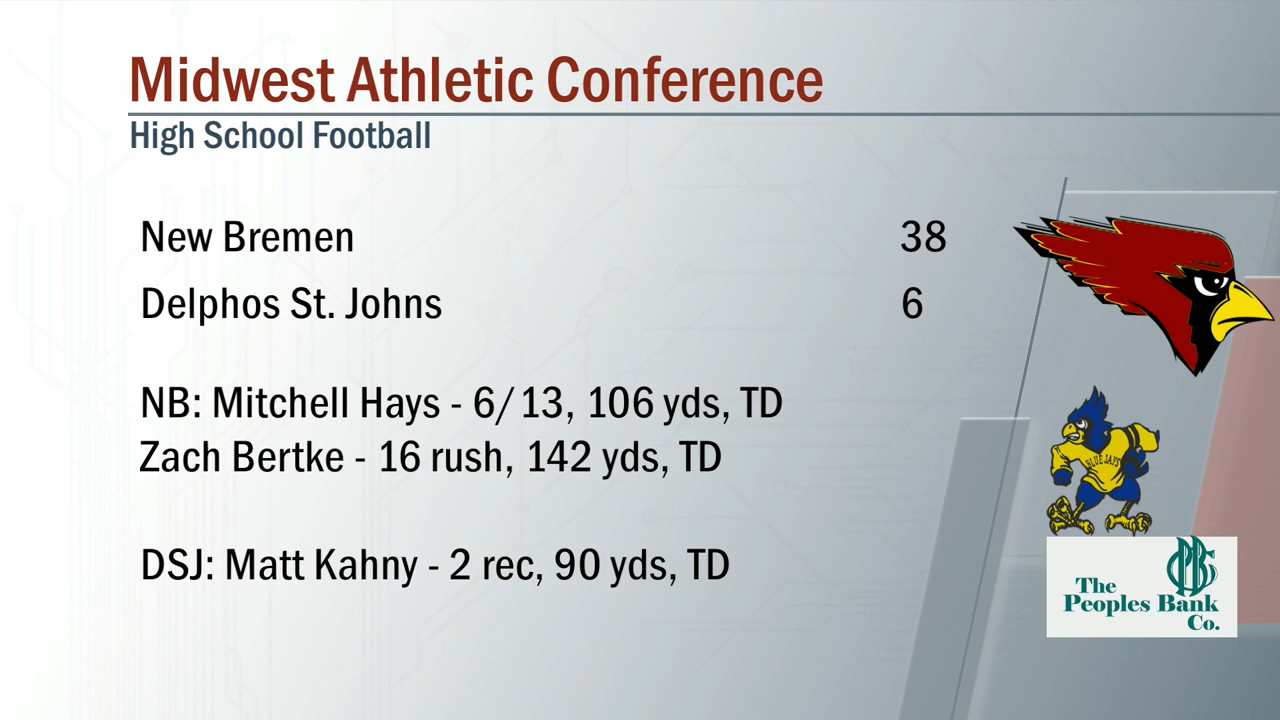 Midwest Athletic Conference
High School Football
New Bremen 38
Delphos St. Johns 6
NB: Mitchell Hays - 6/13, 106 yds, TD
Zach Bertke - 16 rush, 142 yds, TD
DSJ: Matt Kahny - 2 rec, 90 yds, TD
BLUE JAYS
PBC
The
Peoples Bank
Co.